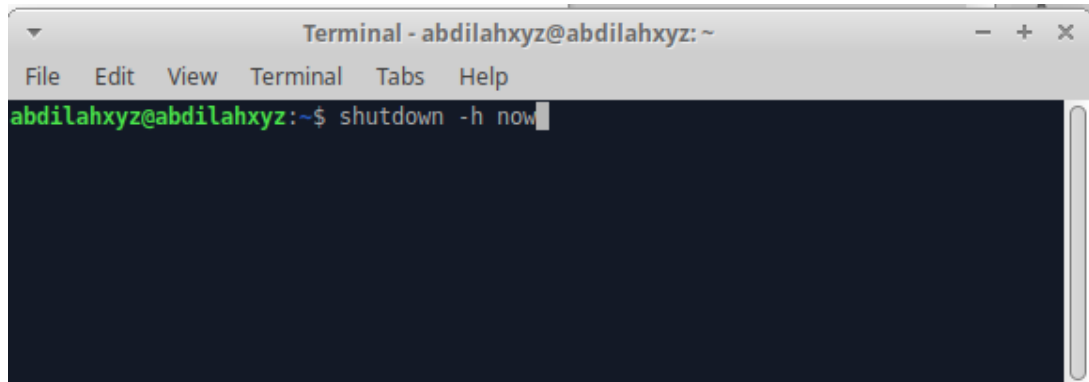 Terminal - abdilahxyz@abdilahxyz: ~
File Edit View Terminal Tabs Help
abdilahxyz@abdilahxyz:~$ shutdown -h now